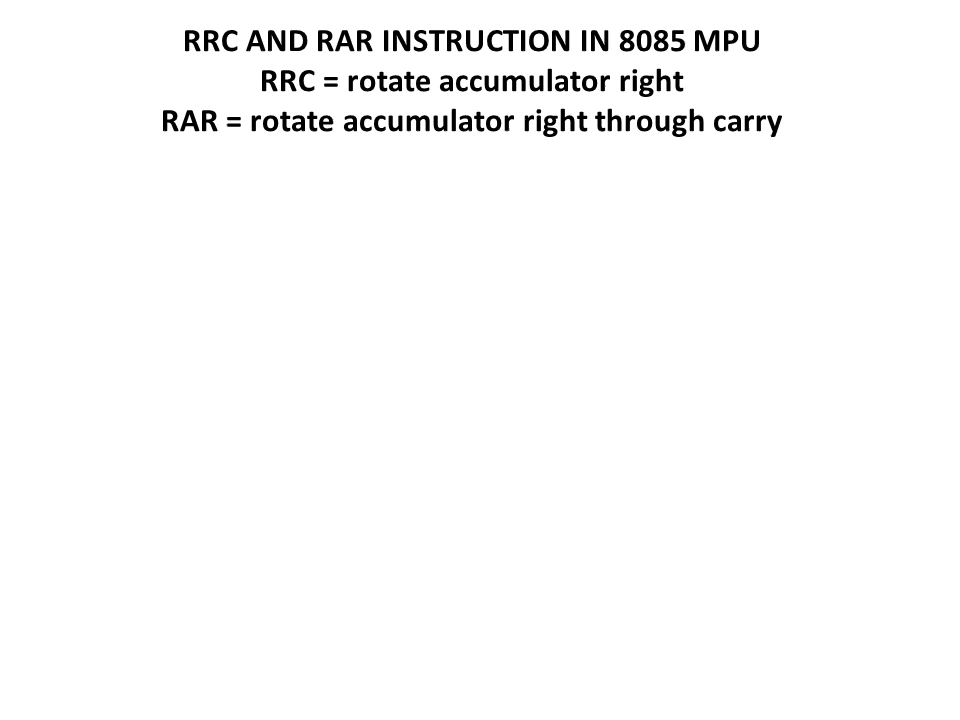 RRC AND RAR INSTRUCTION IN 8085 MPU
RRC = rotate accumulator right
RAR = rotate accumulator right through carry